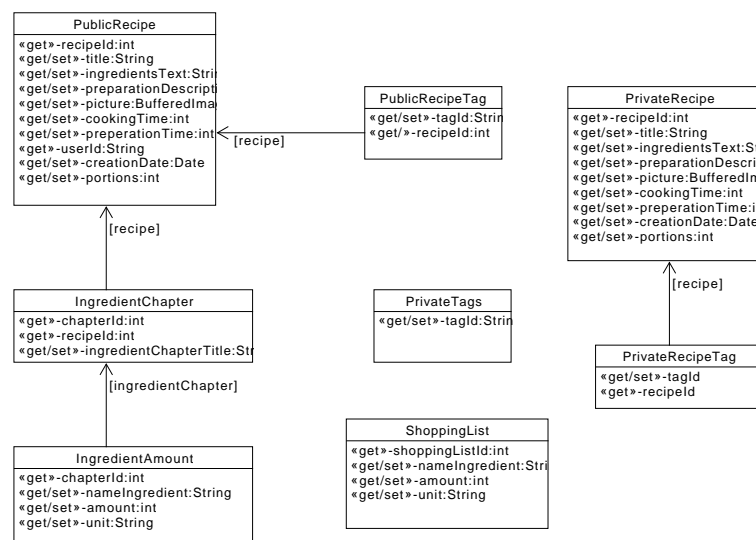 PublicRecipe
«get»-recipeId:int
«get/set»-title:String
«get/set»-ingredientsText:Strin
«get/set»-preparationDescripti
«get/set»-picture:BufferedIma
«get/set»-cookingTime:int
«get/set»-preperationTime:int
«get»-userId:String
«get/set»-creationDate:Date
«get/set»-portions:int
[recipe]
PublicRecipeTag
«get/set»-tagId:Strin
«get/»-recipeId:int
PrivateRecipe
«get»-recipeId:int
«get/set»-title:String
«get/set»-ingredientsText:St
«get/set»-preparationDescri
«get/set»-picture:BufferedIm
«get/set»-cookingTime:int
«get/set»-preperationTime:i
«get/set»-creationDate:Date
«get/set»-portions:int
[recipe]
[recipe]
IngredientChapter
«get»-chapterId:int
«get»-recipeId:int
«get/set»-ingredientChapterTitle:Str
PrivateTags
«get/set»-tagId:Strin
PrivateRecipeTag
«get/set»-tagId
«get»-recipeId
[ingredientChapter]
IngredientAmount
«get»-chapterId:int
«get/set»-nameIngredient:String
«get/set»-amount:int
«get/set»-unit:String
ShoppingList
«get»-shoppingListId:int
«get/set»-nameIngredient:Stri
«get/set»-amount:int
«get/set»-unit:String